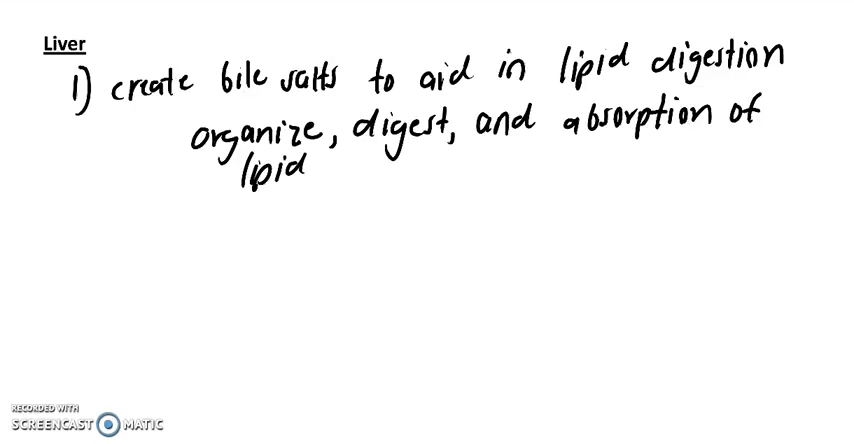 Liver
1) create bile salts to aid in lipid digestion
organize, digest, and absorption of
lipid
RECORDED WITH
SCREENCAST MATIC